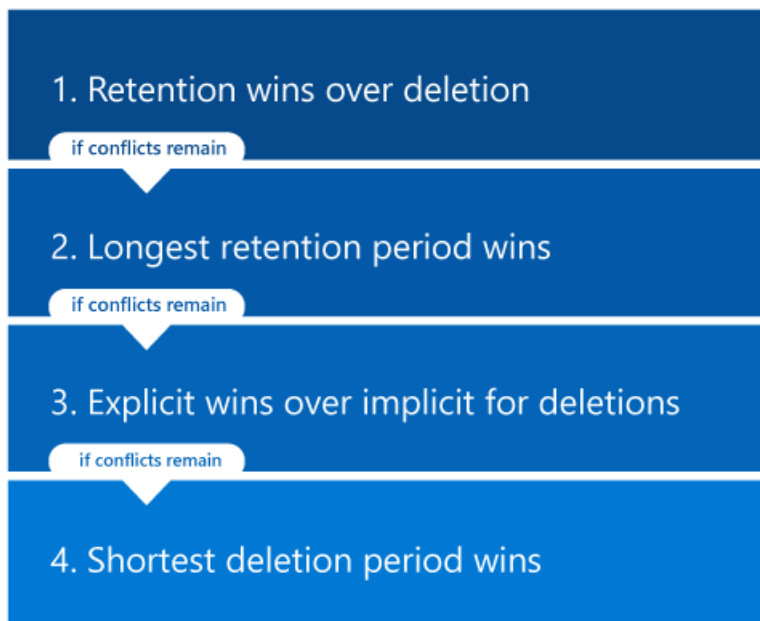 1. Retention wins over deletion
if conflicts remain
2. Longest retention period wins
if conflicts remain
3. Explicit wins over implicit for deletions
if conflicts remain
4. Shortest deletion period wins